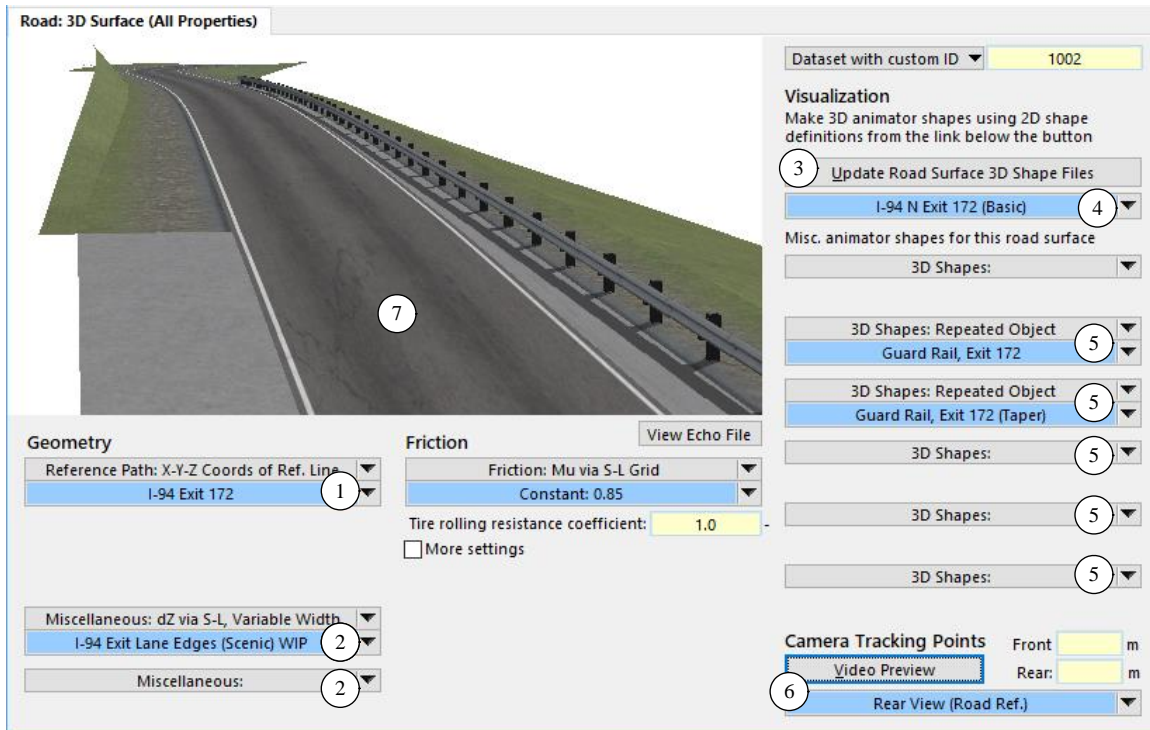 Road: 3D Surface (All Properties)
Dataset with custom ID
1002
Visualization
Make 3D animator shapes using 2D shape
definitions from the link below the button
3
Update Road Surface 3D Shape Files
I-94 N Exit 172 (Basic)
4
Misc. animator shapes for this road surface
3D Shapes:
3D Shapes: Repeated Object
Guard Rail, Exit 172
5
3D Shapes: Repeated Object
Guard Rail, Exit 172 (Taper)
5
3D Shapes:
5
3D Shapes:
5
3D Shapes:
5
Camera Tracking Points
Front
m
Video Preview
Rear:
m
6
Rear View (Road Ref.)
7
Geometry
Reference Path: X-Y-Z Coords of Ref. Line
I-94 Exit 172
1
Miscellaneous: dZ via S-L, Variable Width
I-94 Exit Lane Edges (Scenic) WIP
2
Miscellaneous:
2
Friction
View Echo File
Friction: Mu via S-L Grid
Constant: 0.85
Tire rolling resistance coefficient:
1.0
-
More settings